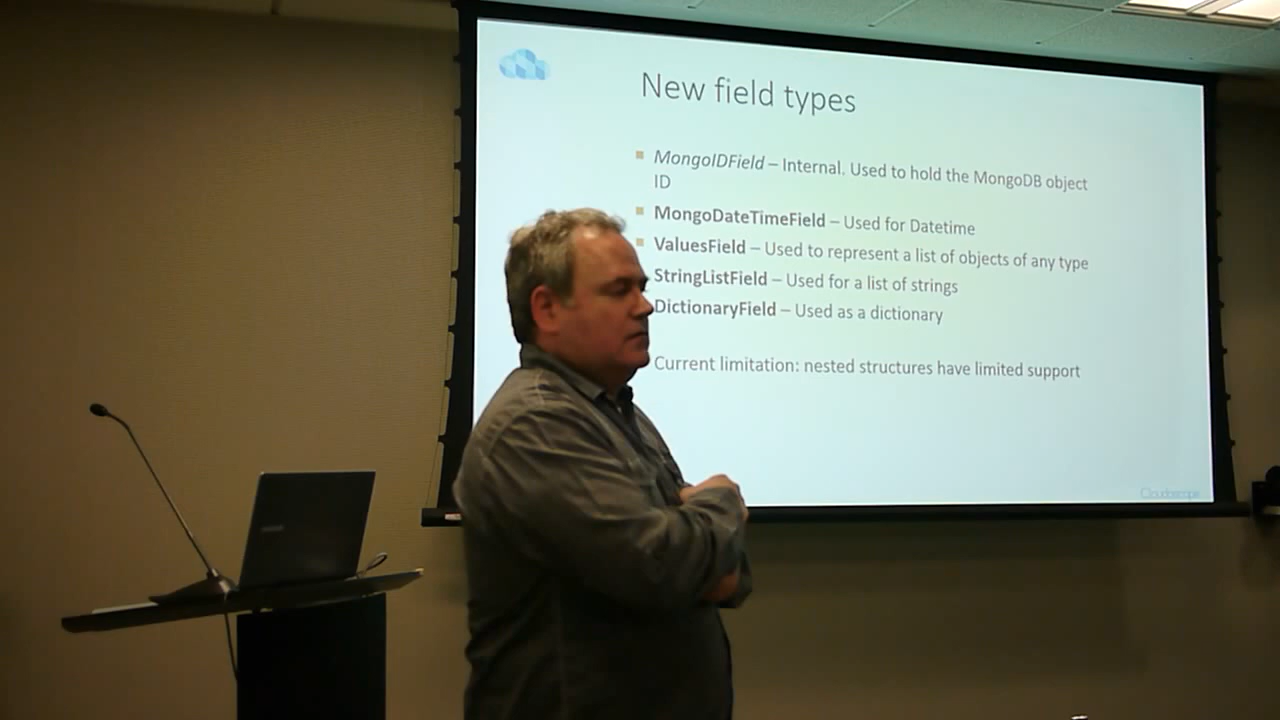 New field types
MongoIDField – Internal. Used to hold the MongoDB object
ID
MongoDateTimeField – Used for Datetime
ValuesField – Used to represent a list of objects of any type
StringListField – Used for a list of strings
DictionaryField – Used as a dictionary
Current limitation: nested structures have limited support
Cloudoscope